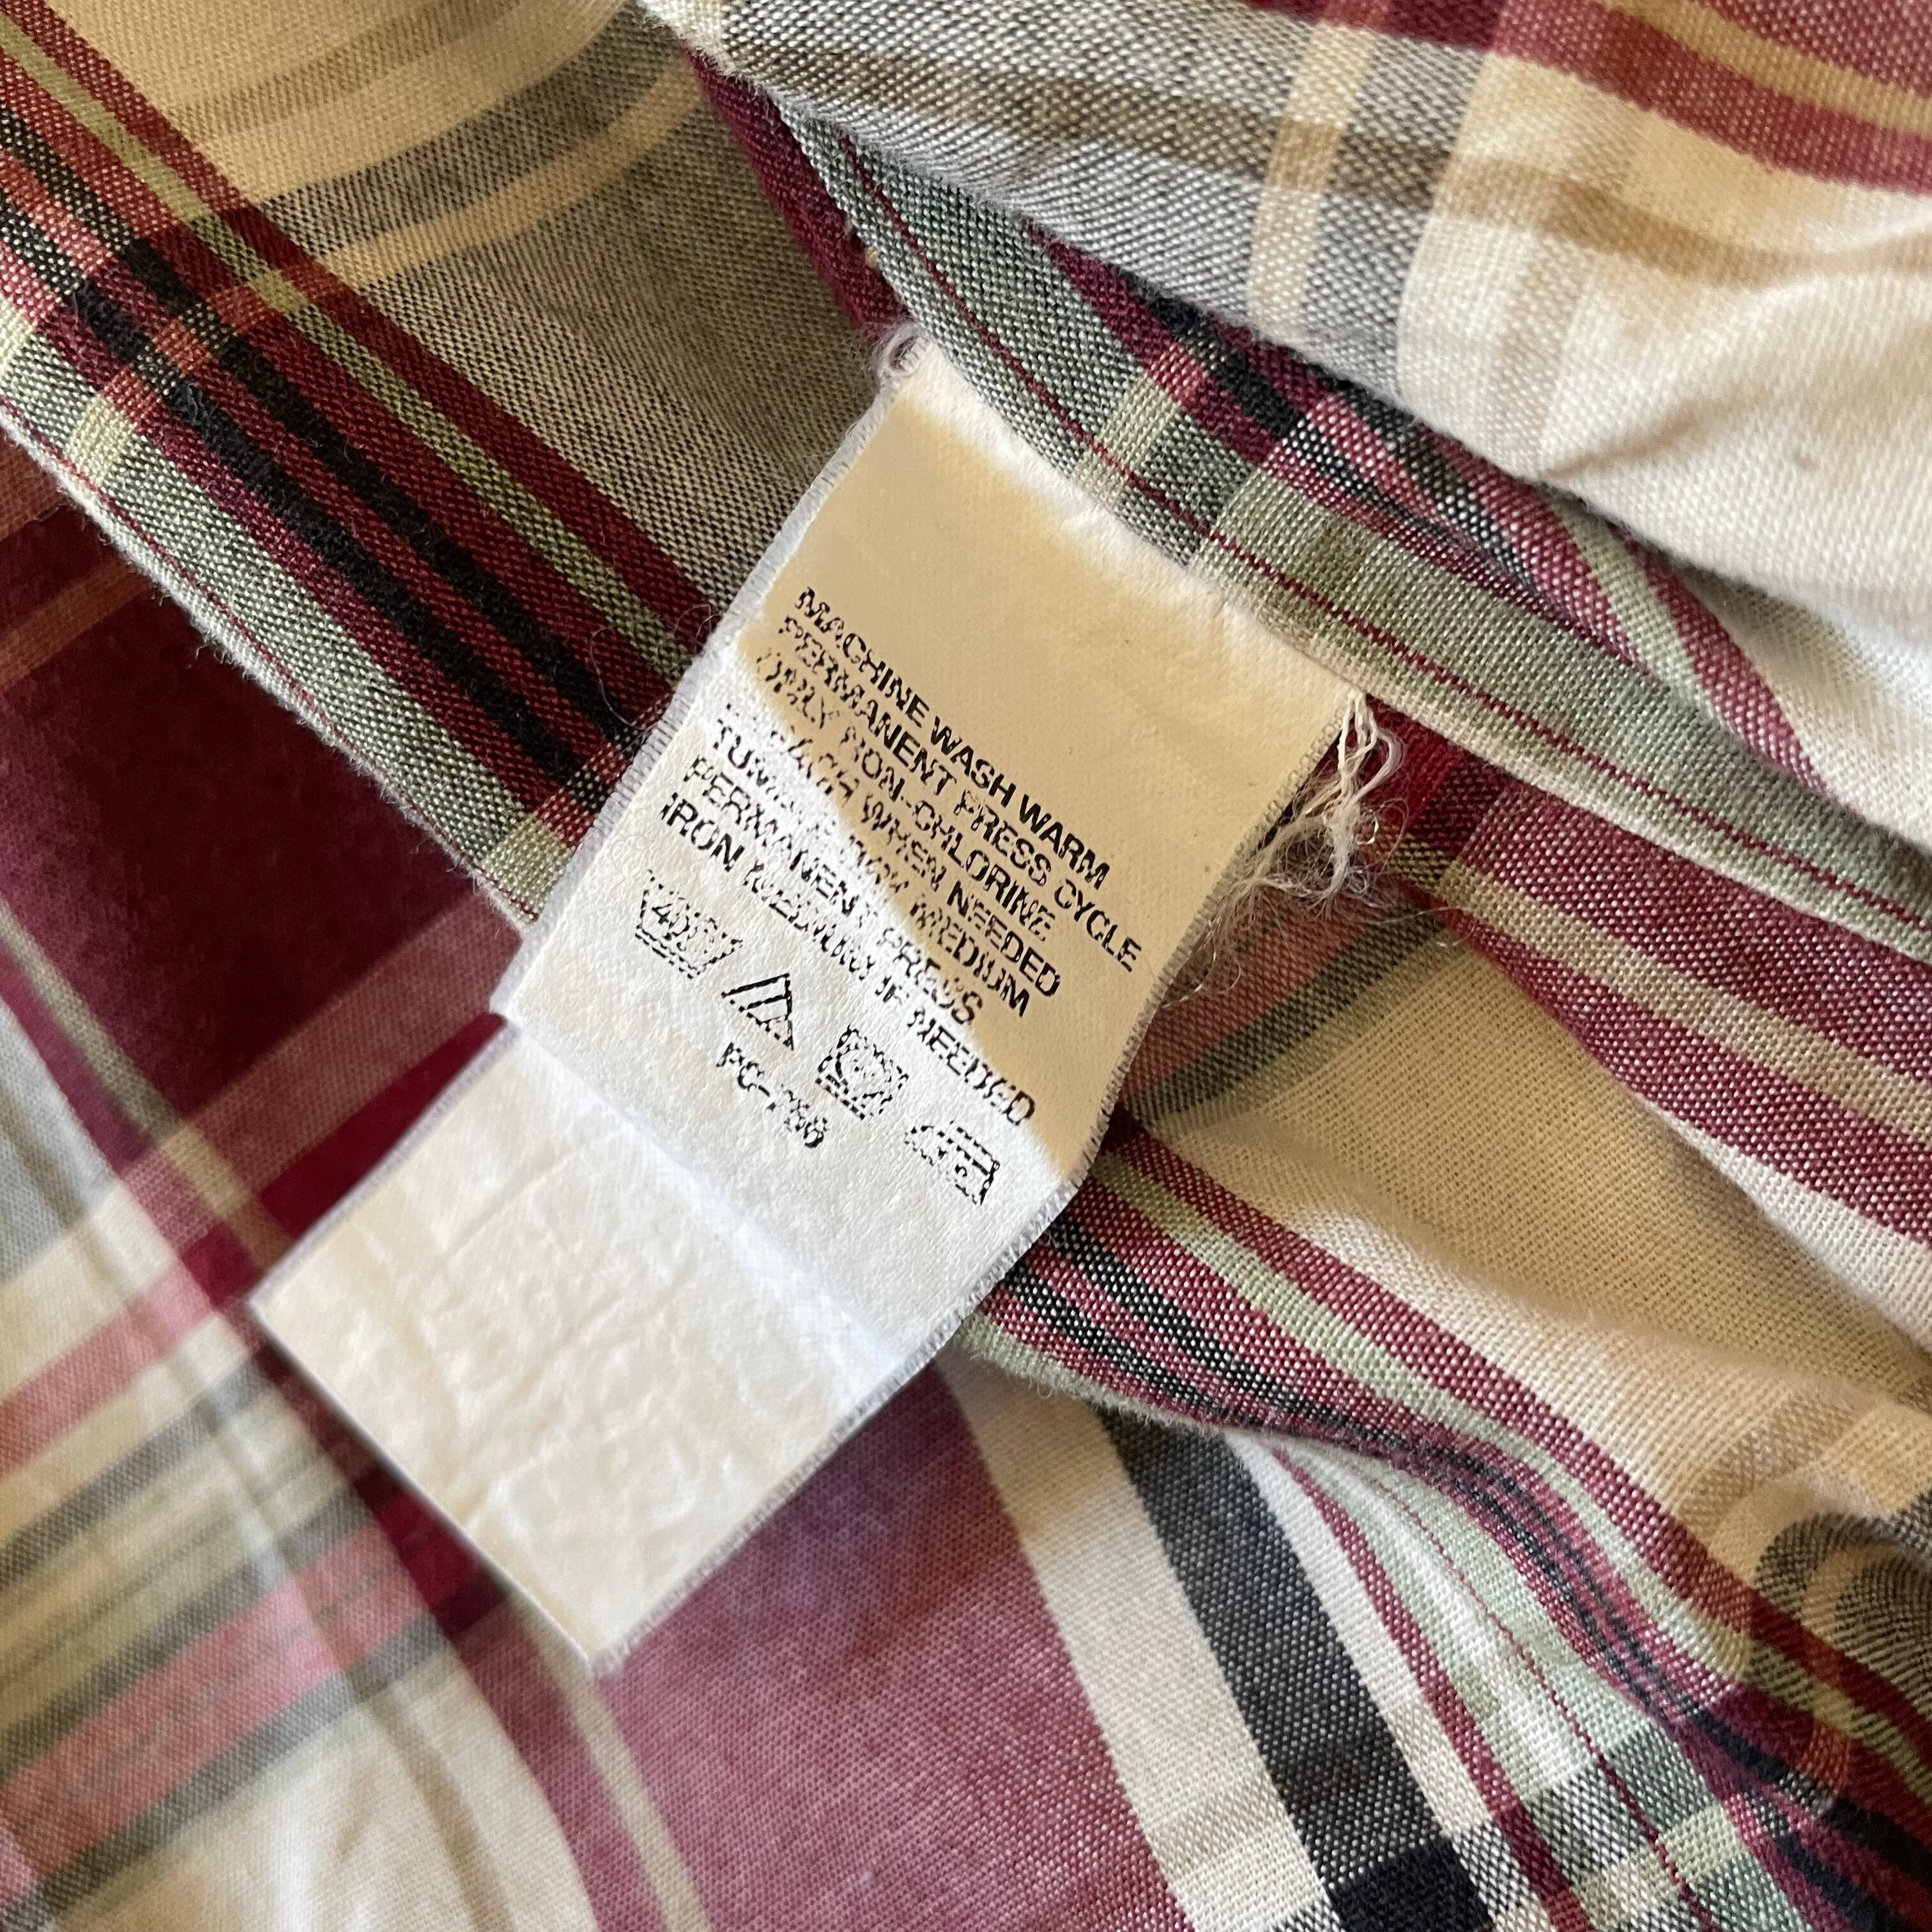 MACHINE WASH WARM
PERMANENT PRESS CYCLE
ONLY NON-CHLORINE
BLEACH WHEN NEEDED
TUMBLE DRY MEDIUM
PERMANENT PRESS
IRON MEDIUM IF NEEDED
40